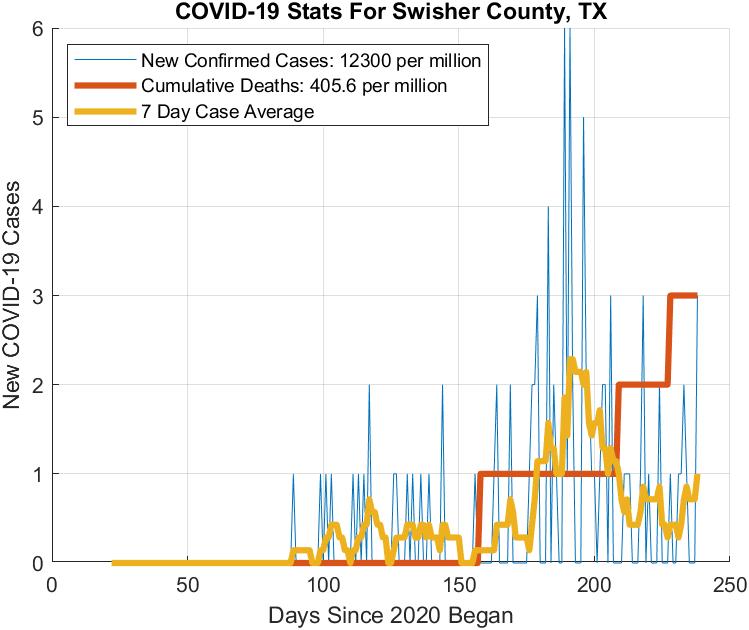 COVID-19 Stats For Swisher County, TX
New Confirmed Cases: 12300 per million
Cumulative Deaths: 405.6 per million
7 Day Case Average
New COVID-19 Cases
6
5
4
3
2
1
0
0 50 100 150 200 250
Days Since 2020 Began